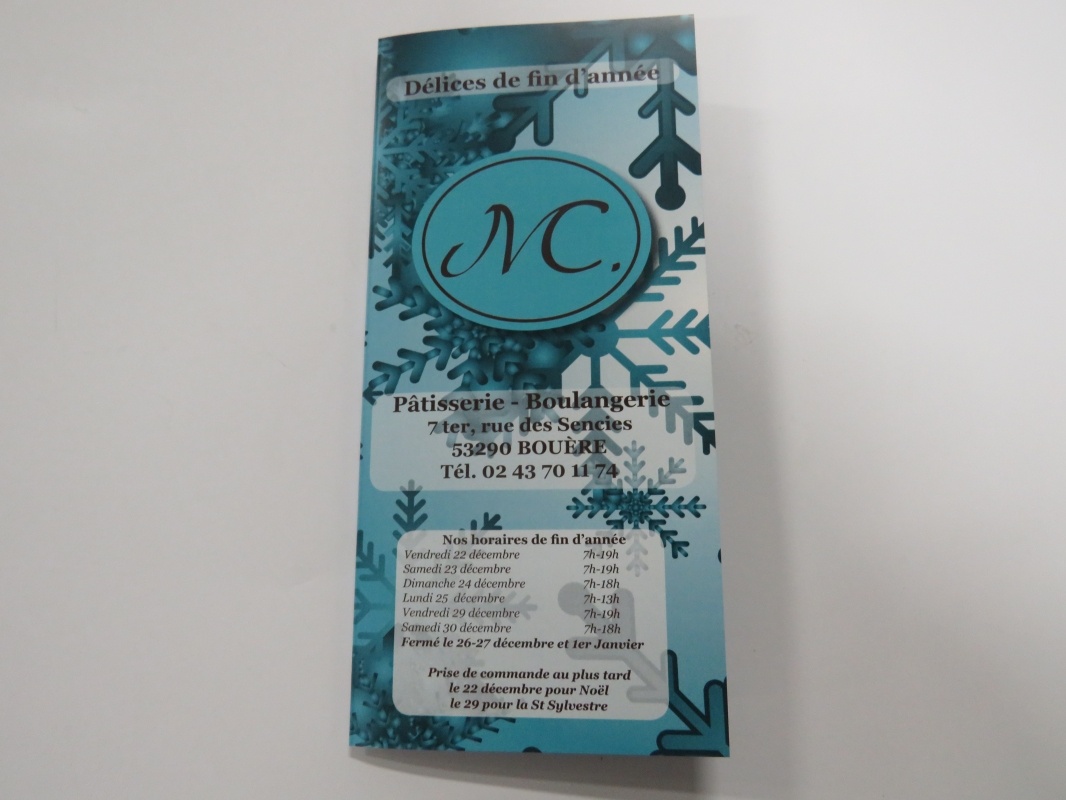 Délices de fin d'année
MC.
Pâtisserie - Boulangerie
7 ter, rue des Sencies
53290 BOUÈRE
Tél. 02 43 70 11 74
Nos horaires de fin d'année
Vendredi 22 décembre 7h-19h
Samedi 23 décembre 7h-19h
Dimanche 24 décembre 7h-18h
Lundi 25 décembre 7h-13h
Vendredi 29 décembre 7h-19h
Samedi 30 décembre 7h-18h
Fermé le 26-27 décembre et 1er Janvier
Prise de commande au plus tard
le 22 décembre pour Noël
le 29 pour la St Sylvestre